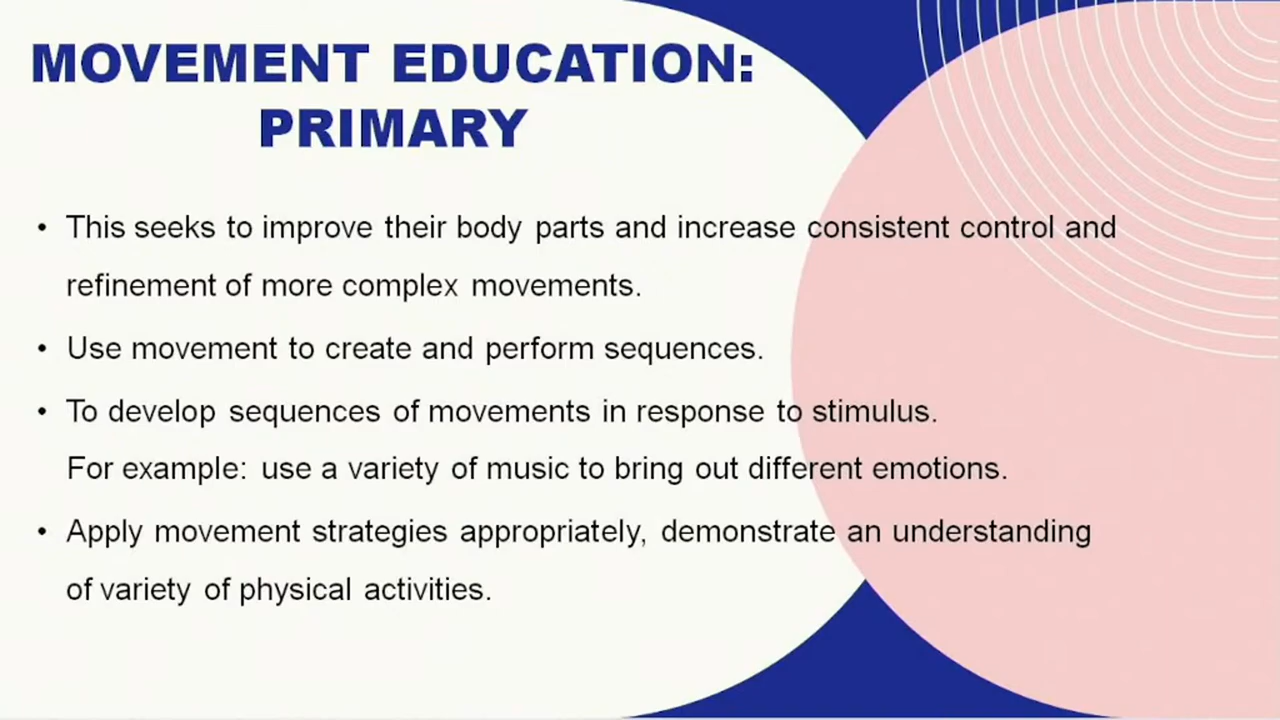 MOVEMENT EDUCATION:
PRIMARY
• This seeks to improve their body parts and increase consistent control and
refinement of more complex movements.
• Use movement to create and perform sequences.
• To develop sequences of movements in response to stimulus.
For example: use a variety of music to bring out different emotions.
• Apply movement strategies appropriately, demonstrate an understanding
of variety of physical activities.